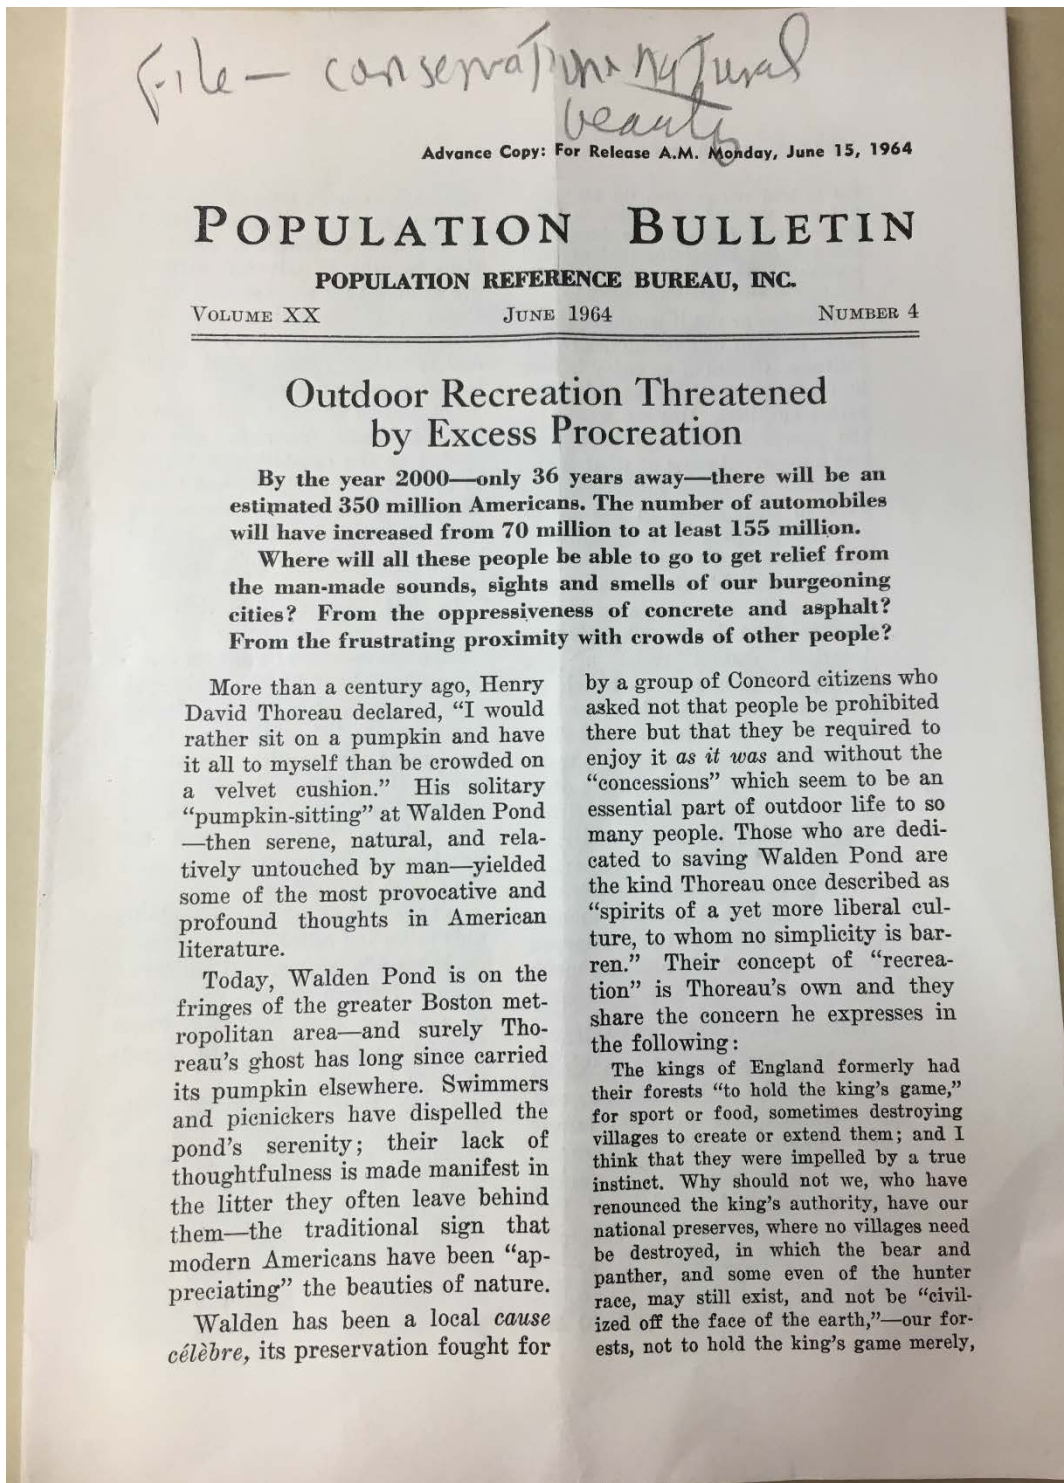 File — conservation + natural
beauty
Advance Copy: For Release A.M. Monday, June 15, 1964
POPULATION BULLETIN
POPULATION REFERENCE BUREAU, INC.
VOLUME XX JUNE 1964 NUMBER 4
Outdoor Recreation Threatened
by Excess Procreation
By the year 2000—only 36 years away—there will be an
estimated 350 million Americans. The number of automobiles
will have increased from 70 million to at least 155 million.
Where will all these people be able to go to get relief from
the man-made sounds, sights and smells of our burgeoning
cities? From the oppressiveness of concrete and asphalt?
From the frustrating proximity with crowds of other people?
More than a century ago, Henry
David Thoreau declared, “I would
rather sit on a pumpkin and have
it all to myself than be crowded on
a velvet cushion.” His solitary
“pumpkin-sitting” at Walden Pond
—then serene, natural, and rela-
tively untouched by man—yielded
some of the most provocative and
profound thoughts in American
literature.
Today, Walden Pond is on the
fringes of the greater Boston met-
ropolitan area—and surely Tho-
reau’s ghost has long since carried
its pumpkin elsewhere. Swimmers
and picnickers have dispelled the
pond’s serenity; their lack of
thoughtfulness is made manifest in
the litter they often leave behind
them—the traditional sign that
modern Americans have been “ap-
preciating” the beauties of nature.
Walden has been a local cause
célèbre, its preservation fought for
by a group of Concord citizens who
asked not that people be prohibited
there but that they be required to
enjoy it as it was and without the
“concessions” which seem to be an
essential part of outdoor life to so
many people. Those who are dedi-
cated to saving Walden Pond are
the kind Thoreau once described as
“spirits of a yet more liberal cul-
ture, to whom no simplicity is bar-
ren.” Their concept of “recrea-
tion” is Thoreau’s own and they
share the concern he expresses in
the following:
The kings of England formerly had
their forests “to hold the king’s game,”
for sport or food, sometimes destroying
villages to create or extend them; and I
think that they were impelled by a true
instinct. Why should not we, who have
renounced the king’s authority, have our
national preserves, where no villages need
be destroyed, in which the bear and
panther, and some even of the hunter
race, may still exist, and not be “civil-
ized off the face of the earth,”—our for-
ests, not to hold the king’s game merely,